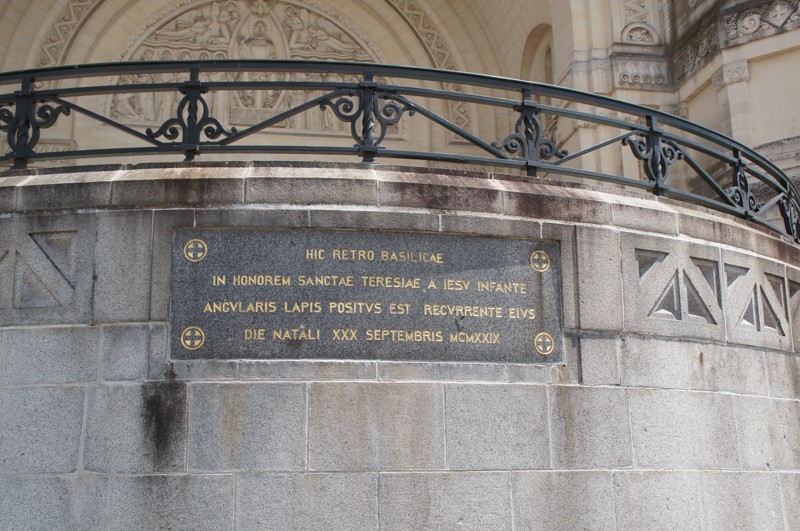 HIC RETRO BASILICAE
IN HONOREM SANCTAE TERESIAE A IESV INFANTE
ANGVLARIS LAPIS POSITVS EST RECVRRENTE EIVS
DIE NATALI XXX SEPTEMBRIS MCMXXIX